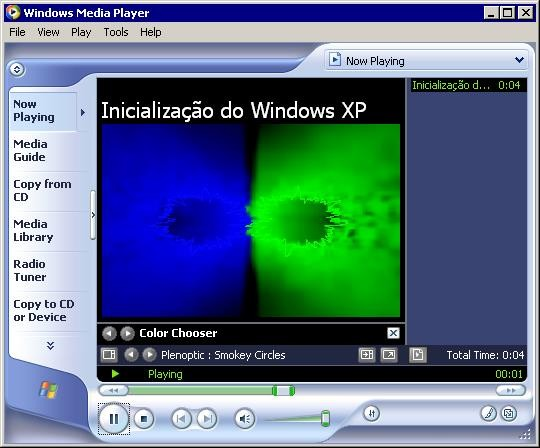 Windows Media Player
File View Play Tools Help
Now Playing
Now
Playing
Media
Guide
Copy from
CD
Media
Library
Radio
Tuner
Copy to CD
or Device
Inicialização do Windows XP
Inicialização d... 0:04
Color Chooser
Plenoptic : Smokey Circles
Total Time: 0:04
Playing 00:01